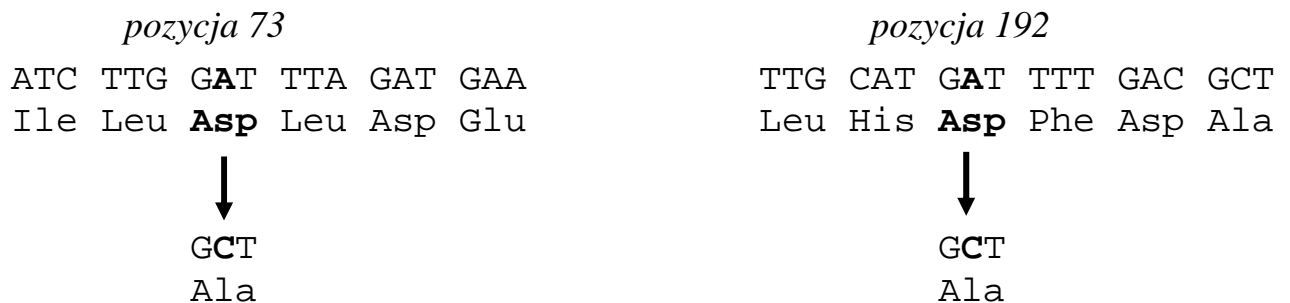 pozycja 73
ATC TTG GAT TTA GAT GAA
Ile Leu Asp Leu Asp Glu
GCT
Ala
pozycja 192
TTG CAT GAT TTT GAC GCT
Leu His Asp Phe Asp Ala
GCT
Ala